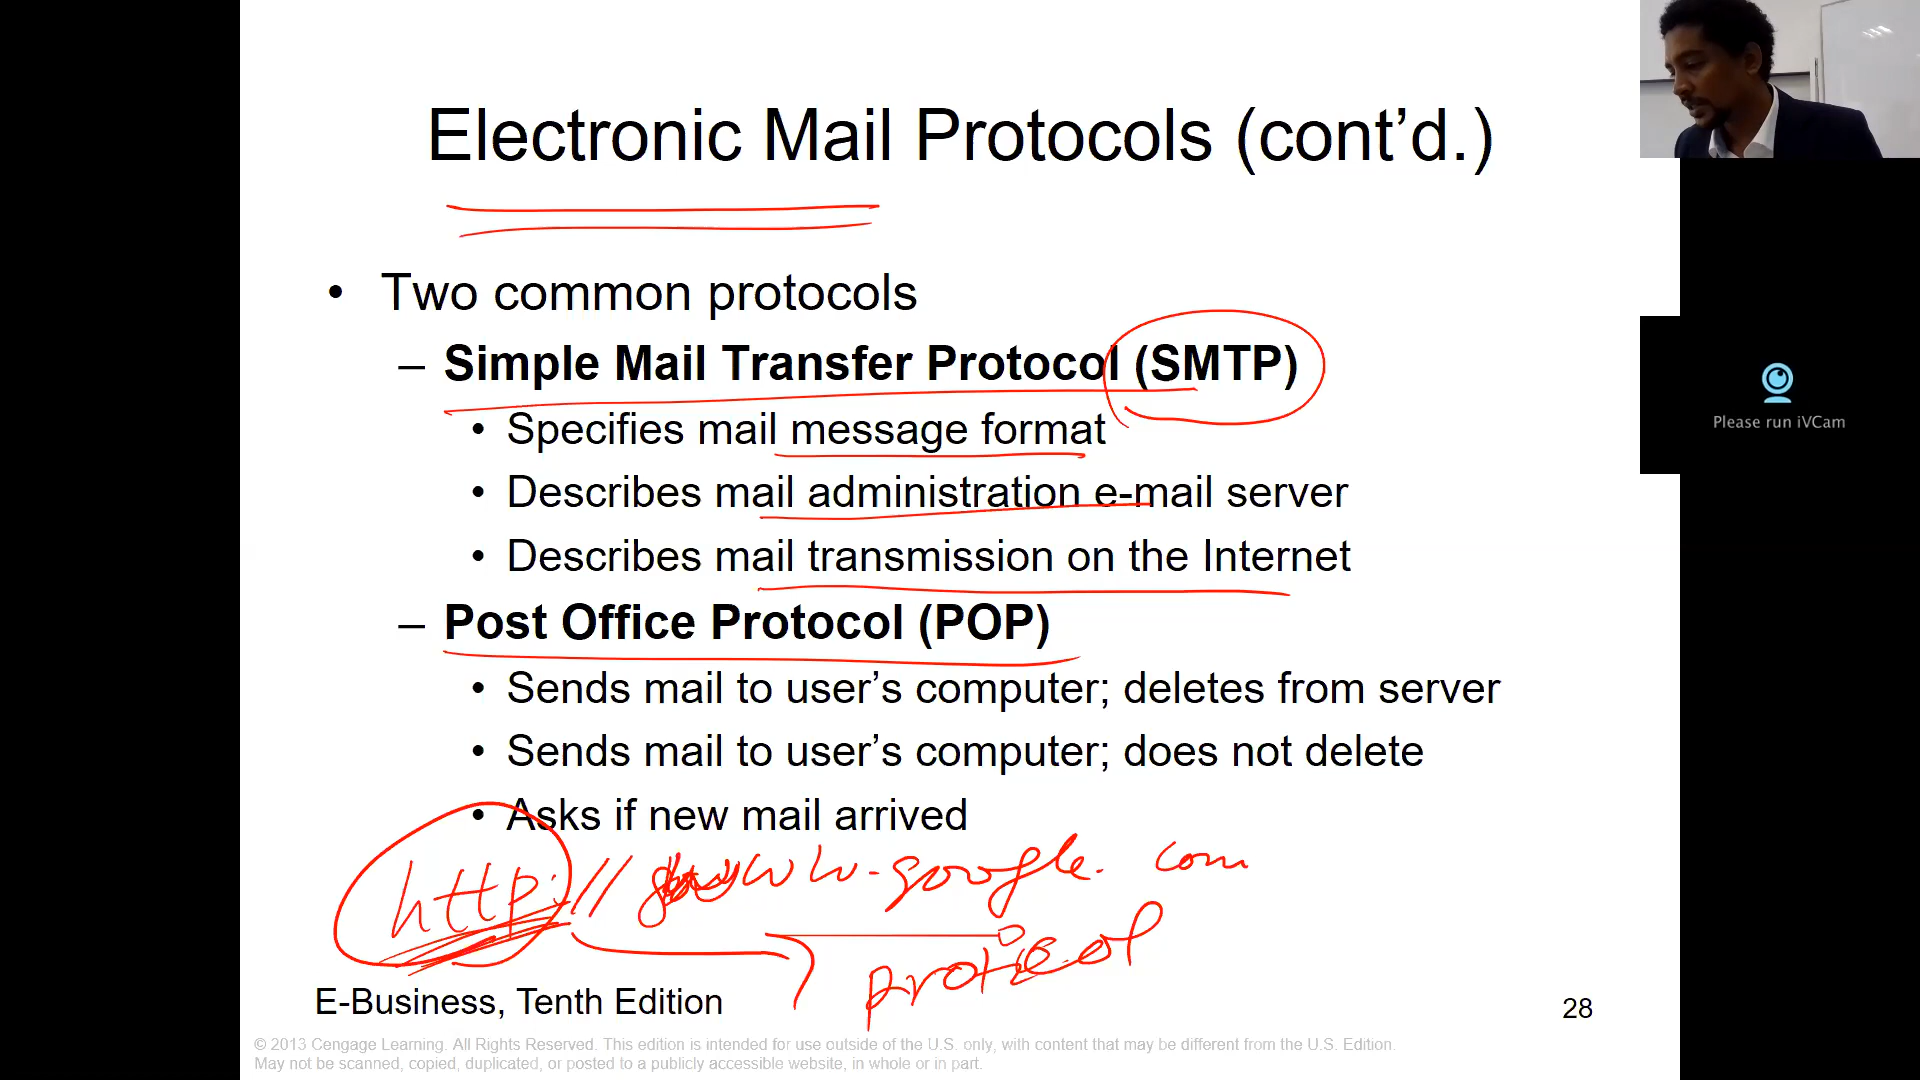 Electronic Mail Protocols (cont’d.)
• Two common protocols
– Simple Mail Transfer Protocol (SMTP)
• Specifies mail message format
• Describes mail administration e-mail server
• Describes mail transmission on the Internet
– Post Office Protocol (POP)
• Sends mail to user’s computer; deletes from server
• Sends mail to user’s computer; does not delete
• Asks if new mail arrived
http://www.google.com
protocol
E-Business, Tenth Edition
28
© 2013 Cengage Learning. All Rights Reserved. This edition is intended for use outside of the U.S. only, with content that may be different from the U.S. Edition.
May not be scanned, copied, duplicated, or posted to a publicly accessible website, in whole or in part.
Please run iVCam